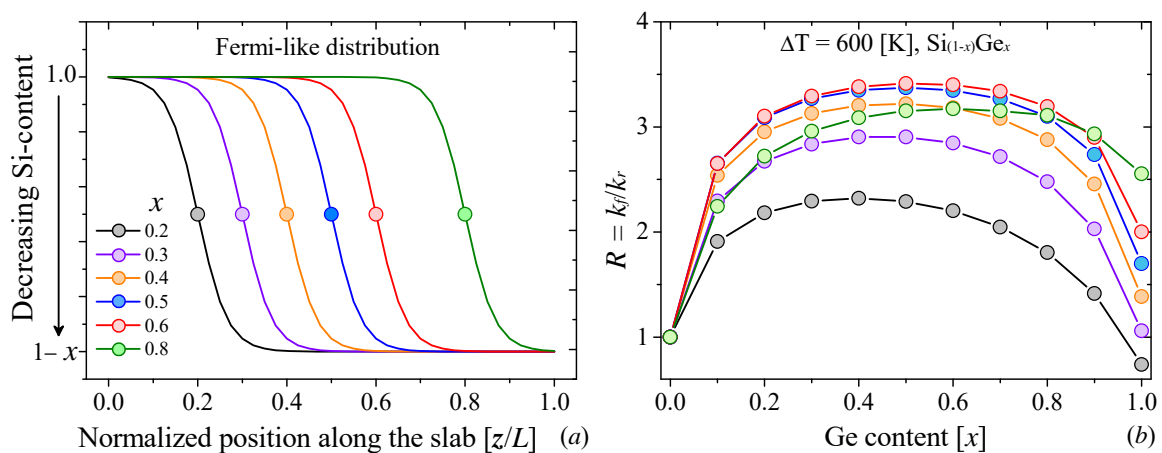 Fermi-like distribution
Decreasing Si-content
1.0
1– x
x
0.2
0.3
0.4
0.5
0.6
0.8
0.0 0.2 0.4 0.6 0.8 1.0
Normalized position along the slab [z/L] (a)
ΔT = 600 [K], Si(1-x)Gex
R = kf/kr
4
3
2
1
0.0 0.2 0.4 0.6 0.8 1.0
Ge content [x] (b)